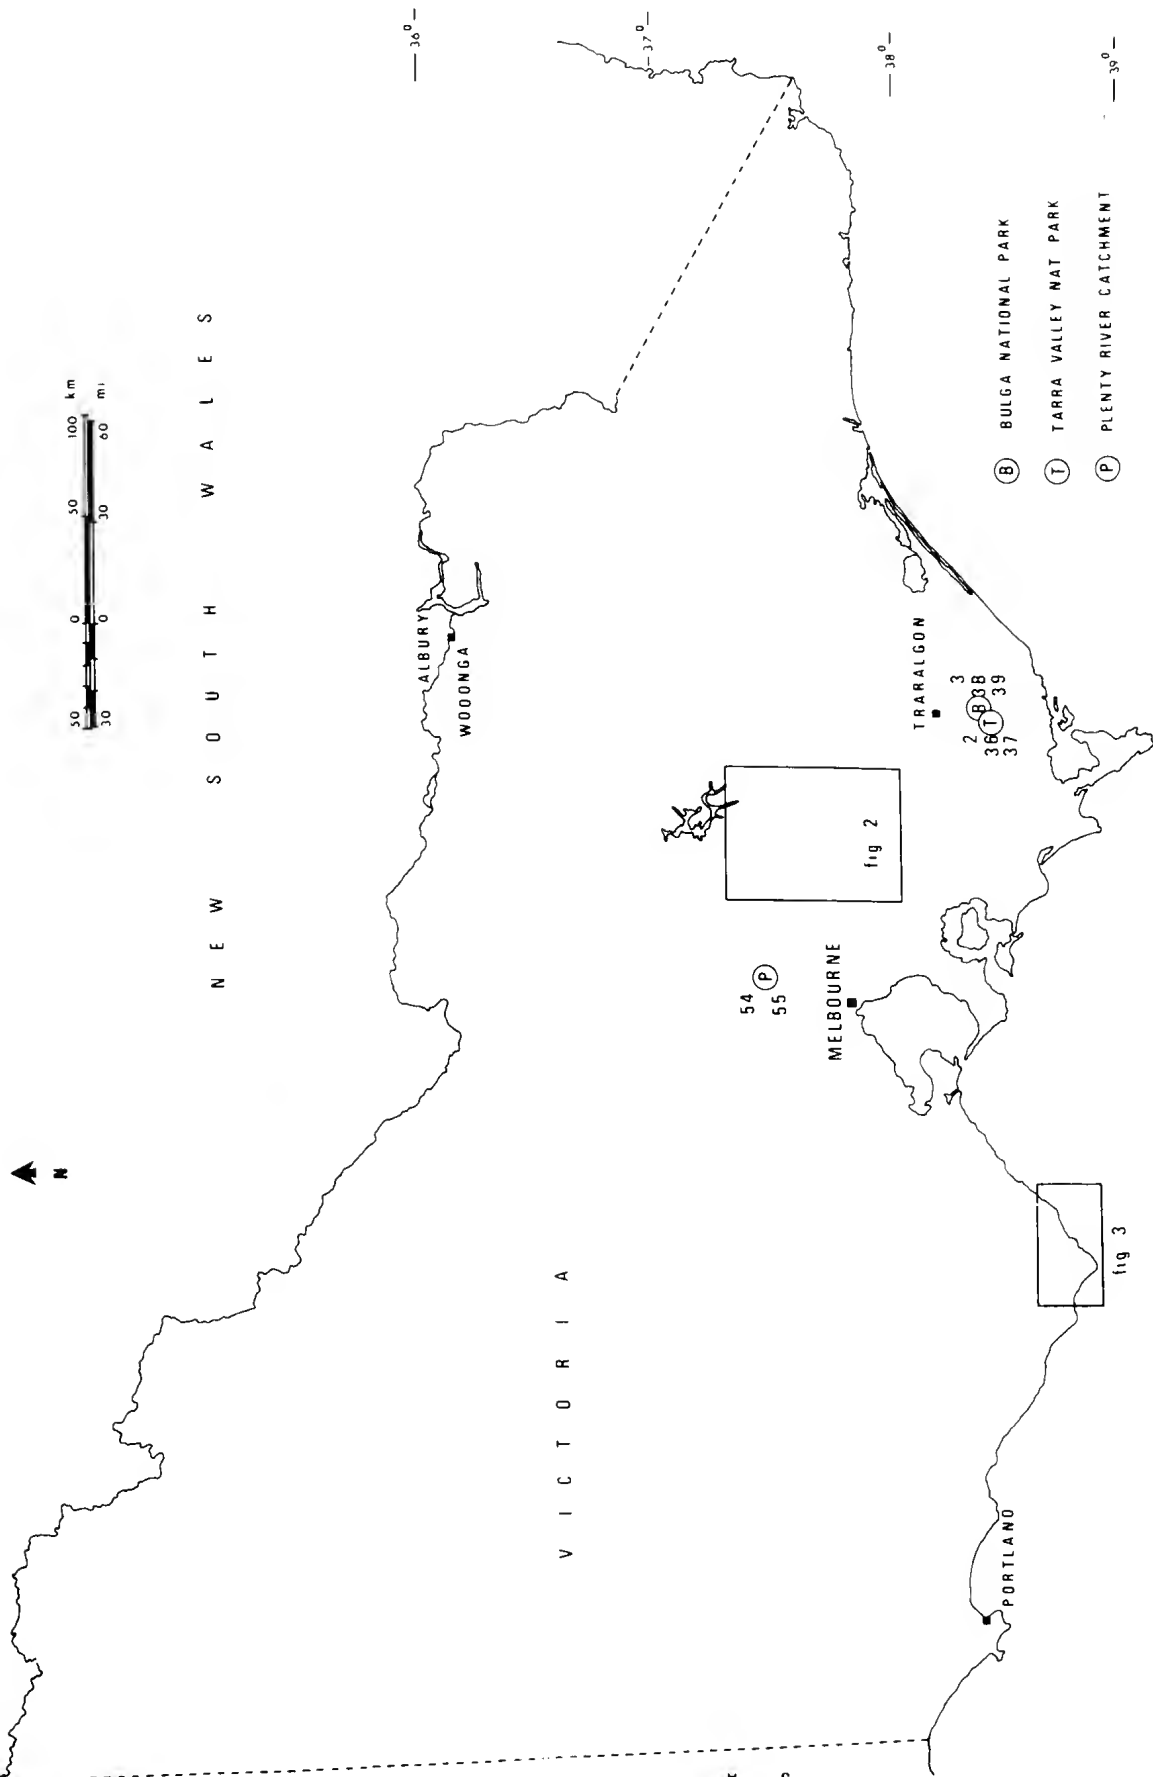 N
50 0 50 100 km
30 0 30 60 mi
NEW SOUTH WALES
36°
ALBURY
WODONGA
37°
VICTORIA
fig 2
54
P
55
MELBOURNE
38°
TRARALGON
2
3
B
38
36
T
39
37
PORTLAND
fig 3
39°
B BULGA NATIONAL PARK
T TARRA VALLEY NAT PARK
P PLENTY RIVER CATCHMENT